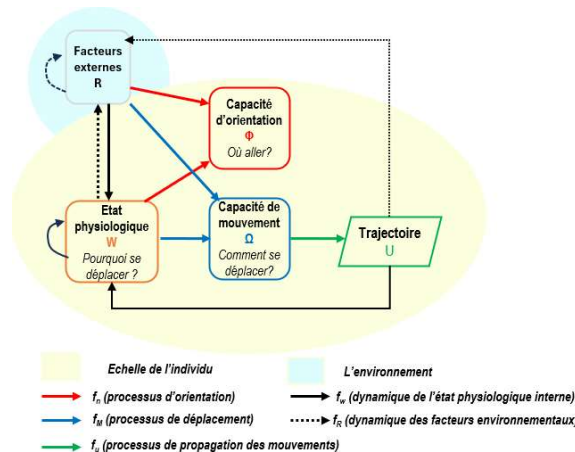 Facteurs
externes
R
Capacité
d'orientation
Φ
Où aller?
Etat
physiologique
W
Pourquoi se
déplacer ?
Capacité de
mouvement
Ω
Comment se
déplacer?
Trajectoire
U
Echelle de l'individu
L'environnement
fn (processus d'orientation)
fw (dynamique de l'état physiologique interne)
fM (processus de déplacement)
fR (dynamique des facteurs environnementaux)
fu (processus de propagation des mouvements)